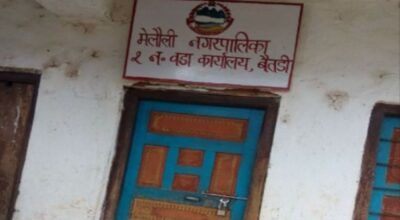 मेलौली नगरपालिका
२ न॰ वडा कार्यालय, बैतडी